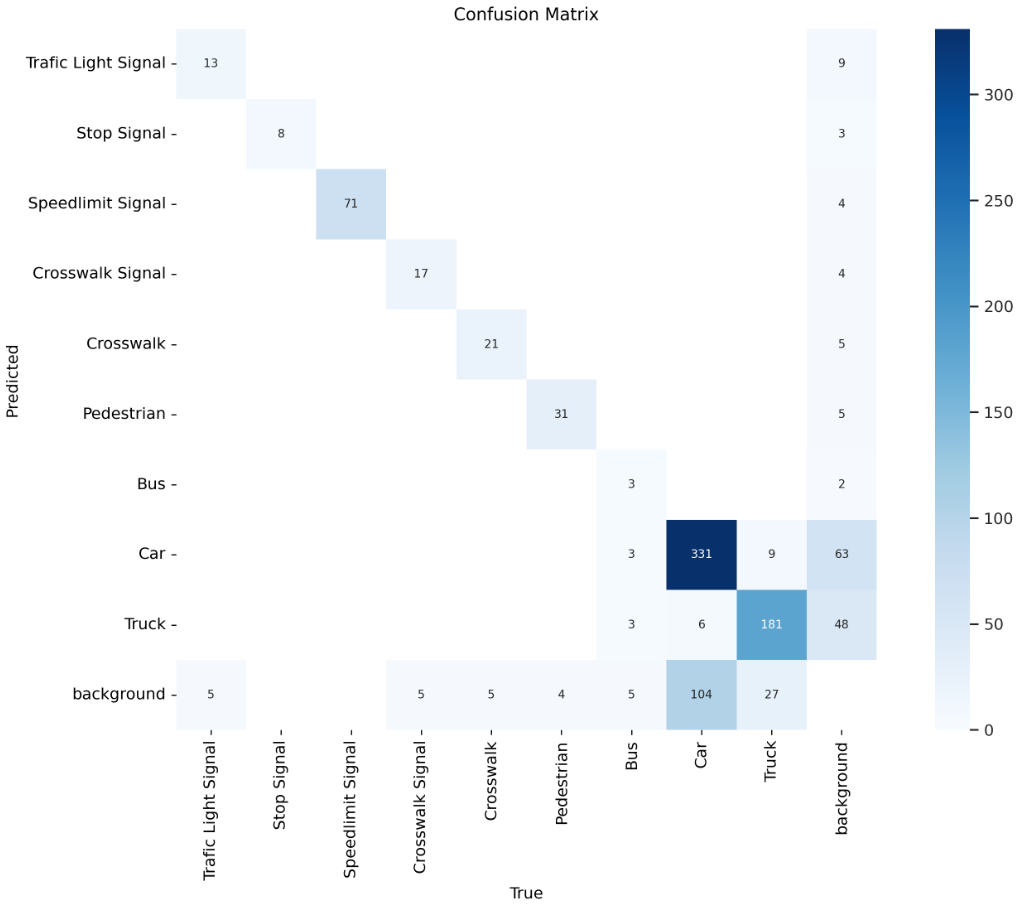 Confusion Matrix
Trafic Light Signal 13 9
Stop Signal 8 3
Speedlimit Signal 71 4
Crosswalk Signal 17 4
Crosswalk 21 5
Pedestrian 31 5
Bus 3 2
Car 3 331 9 63
Truck 3 6 181 48
background 5 5 5 4 5 104 27
Predicted
Trafic Light Signal
Stop Signal
Speedlimit Signal
Crosswalk Signal
Crosswalk
Pedestrian
Bus
Car
Truck
background
True
300
250
200
150
100
50
0